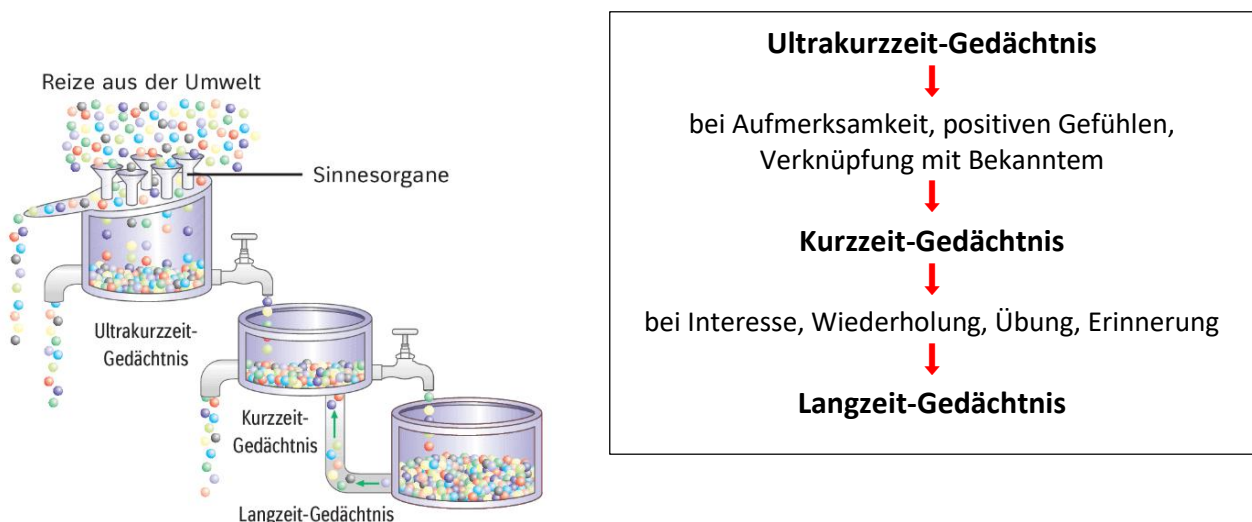 Reize aus der Umwelt
Sinnesorgane
Ultrakurzzeit-
Gedächtnis
Kurzzeit-
Gedächtnis
Langzeit-Gedächtnis
Ultrakurzzeit-Gedächtnis
bei Aufmerksamkeit, positiven Gefühlen,
Verknüpfung mit Bekanntem
Kurzzeit-Gedächtnis
bei Interesse, Wiederholung, Übung, Erinnerung
Langzeit-Gedächtnis